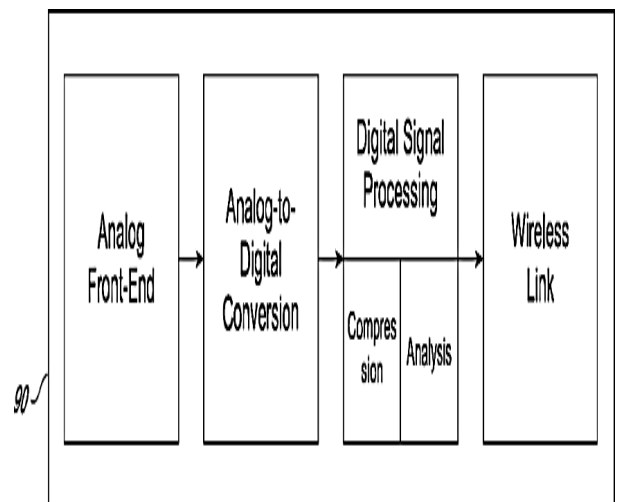 Analog
Front-End
Analog-to-
Digital
Conversion
Digital Signal
Processing
Compres
sion
Analysis
Wireless
Link
90